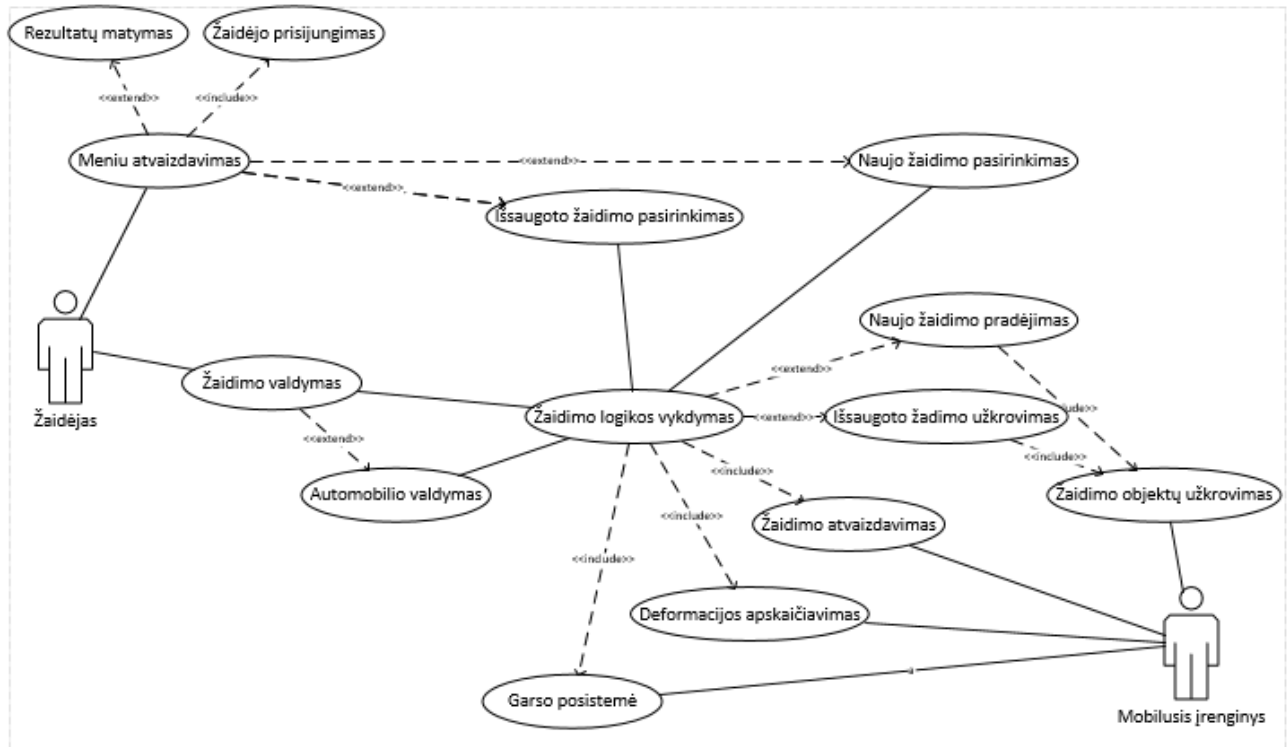 Rezultatų matymas
Žaidėjo prisijungimas
<<extend>>
<<include>>
Meniu atvaizdavimas
<<extend>>
Naujo žaidimo pasirinkimas
<<extend>>
Išsaugoto žaidimo pasirinkimas
Naujo žaidimo pradėjimas
<<extend>>
Žaidimo valdymas
Žaidėjas
Žaidimo logikos vykdymas
<<extend>>
Išsaugoto žadimo užkrovimas
lude>>
<<extend>>
<<include>>
<<include>>
Automobilio valdymas
Žaidimo objektų užkrovimas
<<include>>
Žaidimo atvaizdavimas
<<include>>
Deformacijos apskaičiavimas
Garso posistemė
Mobilusis įrenginys